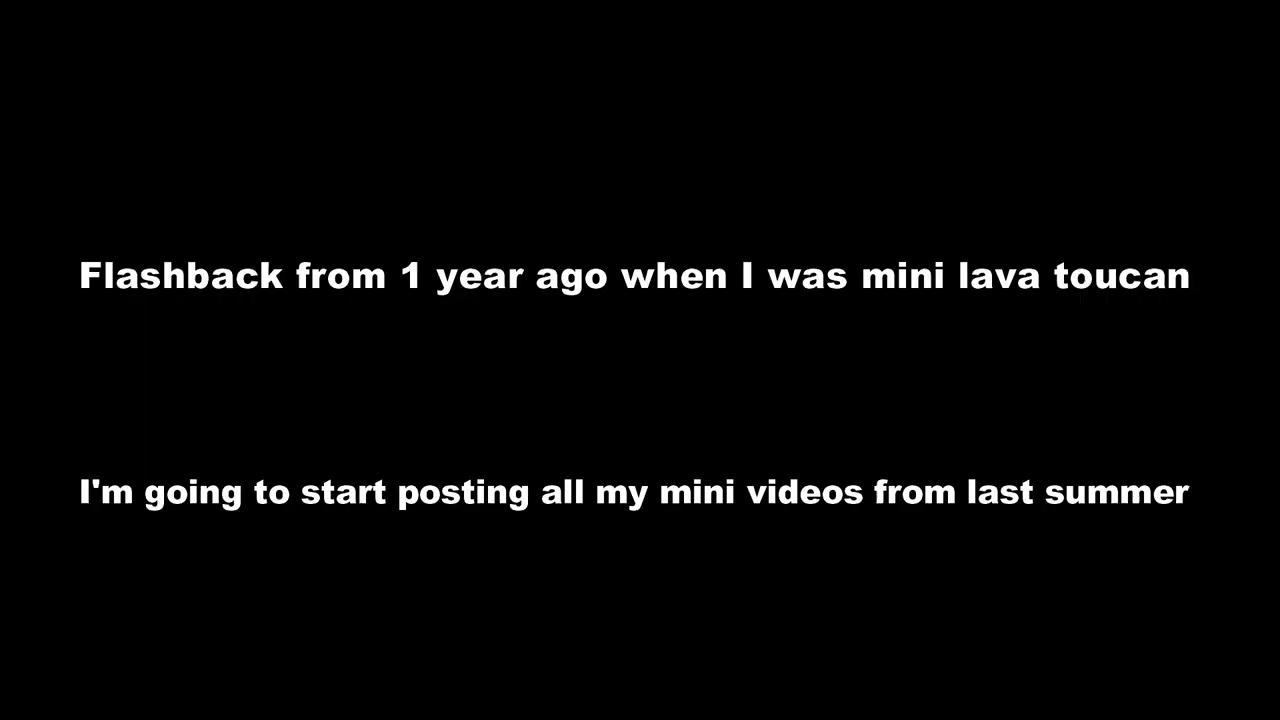 Flashback from 1 year ago when I was mini lava toucan
I'm going to start posting all my mini videos from last summer